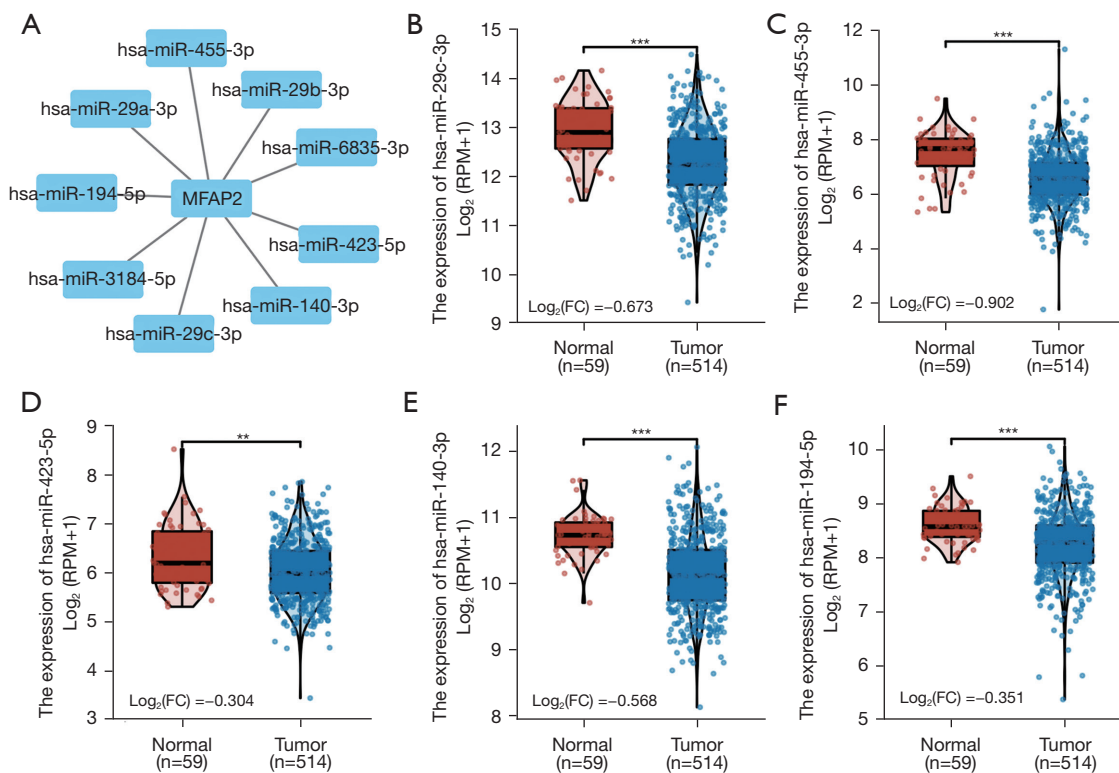 A
hsa-miR-455-3p
hsa-miR-29b-3p
hsa-miR-29a-3p
hsa-miR-6835-3p
hsa-miR-194-5p
MFAP2
hsa-miR-423-5p
hsa-miR-3184-5p
hsa-miR-140-3p
hsa-miR-29c-3p
B
The expression of hsa-miR-29c-3p
Log₂ (RPM+1)
15
14
13
12
11
10
9
***
Log₂(FC) =−0.673
Normal
(n=59)
Tumor
(n=514)
C
The expression of hsa-miR-455-3p
Log₂ (RPM+1)
12
10
8
6
4
2
***
Log₂(FC) =−0.902
Normal
(n=59)
Tumor
(n=514)
D
The expression of hsa-miR-423-5p
Log₂ (RPM+1)
9
8
7
6
5
4
3
**
Log₂(FC) =−0.304
Normal
(n=59)
Tumor
(n=514)
E
The expression of hsa-miR-140-3p
Log₂ (RPM+1)
12
11
10
9
8
***
Log₂(FC) =−0.568
Normal
(n=59)
Tumor
(n=514)
F
The expression of hsa-miR-194-5p
Log₂ (RPM+1)
10
9
8
7
6
5
***
Log₂(FC) =−0.351
Normal
(n=59)
Tumor
(n=514)